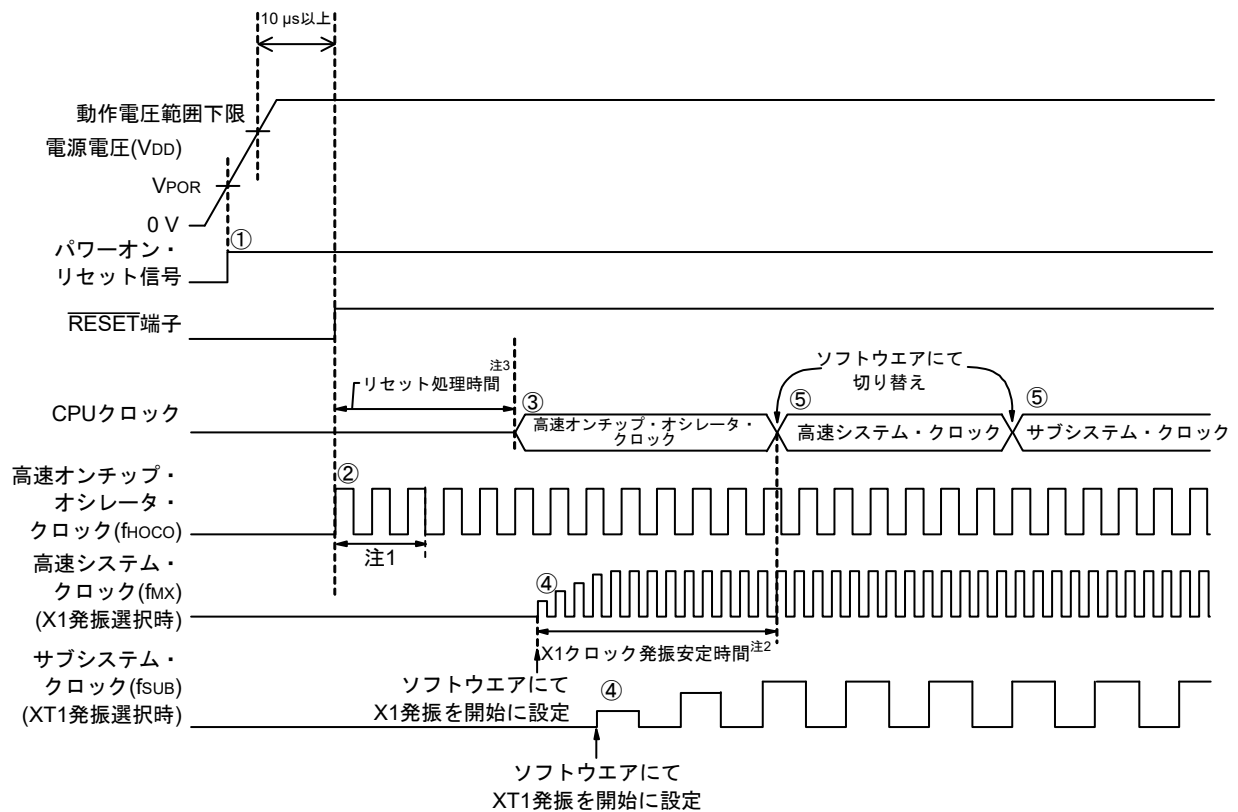 10 μs以上
動作電圧範囲下限
電源電圧(VDD)
VPOR
0 V
パワーオン・
リセット信号
①
RESET端子
リセット処理時間
注3
CPUクロック
③
高速オンチップ・オシレータ・
クロック
ソフトウエアにて
切り替え
⑤
高速システム・クロック
⑤
サブシステム・クロック
高速オンチップ・
オシレータ・
クロック(fHOCO)
②
注1
高速システム・
クロック(fMX)
(X1発振選択時)
④
X1クロック発振安定時間注2
サブシステム・
クロック(fSUB)
(XT1発振選択時)
ソフトウエアにて
X1発振を開始に設定
④
ソフトウエアにて
XT1発振を開始に設定